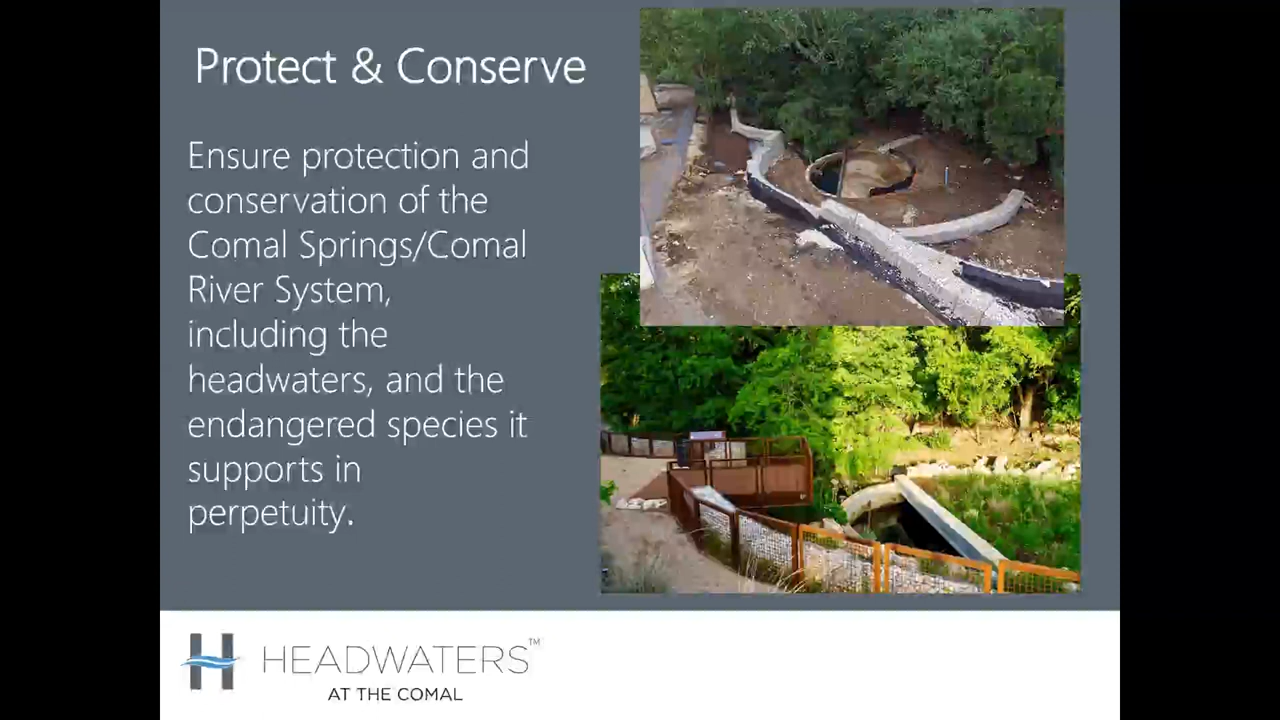 Protect & Conserve
Ensure protection and
conservation of the
Comal Springs/Comal
River System,
including the
headwaters, and the
endangered species it
supports in
perpetuity.
HEADWATERS™
AT THE COMAL